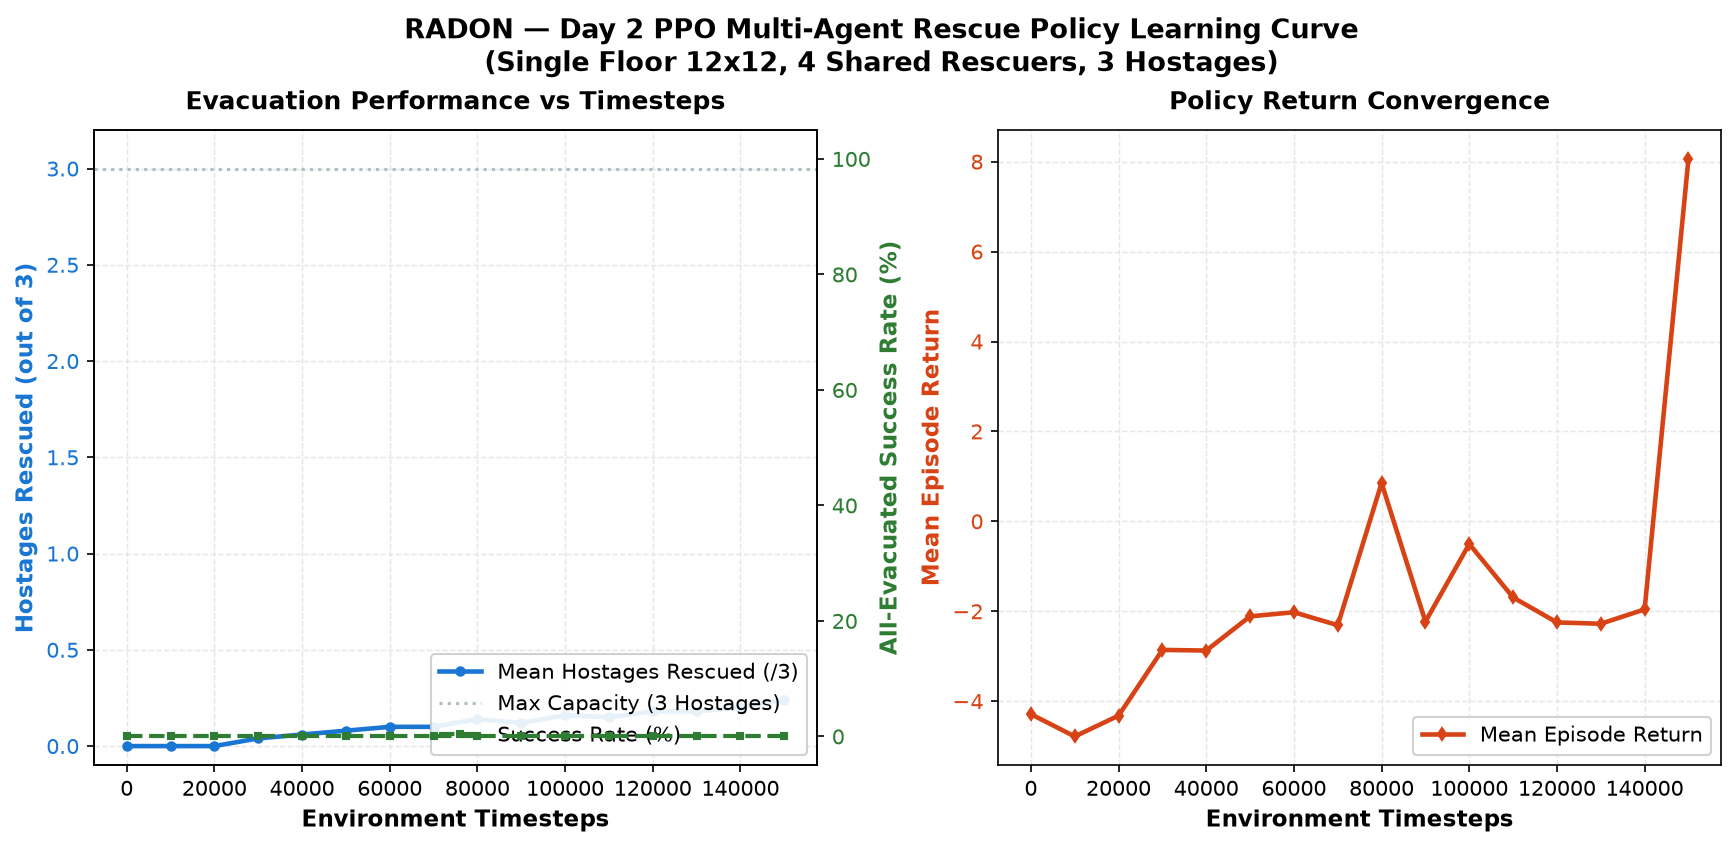 RADON — Day 2 PPO Multi-Agent Rescue Policy Learning Curve
(Single Floor 12x12, 4 Shared Rescuers, 3 Hostages)
Evacuation Performance vs Timesteps
Hostages Rescued (out of 3)
3.0
2.5
2.0
1.5
1.0
0.5
0.0
100
80
60
40
20
0
All-Evacuated Success Rate (%)
Mean Hostages Rescued (/3)
Max Capacity (3 Hostages)
Success Rate (%)
0 20000 40000 60000 80000 100000 120000 140000
Environment Timesteps
Policy Return Convergence
Mean Episode Return
8
6
4
2
0
−2
−4
Mean Episode Return
0 20000 40000 60000 80000 100000 120000 140000
Environment Timesteps